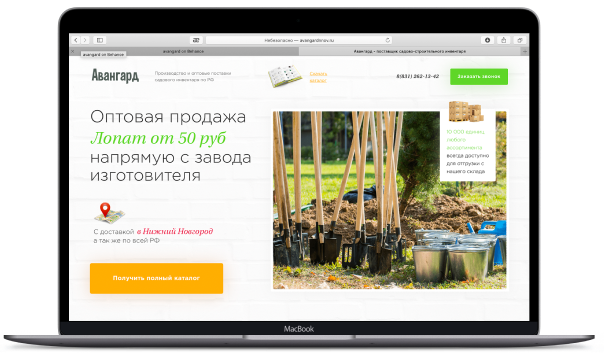 Небезопасно — avangardnnov.ru
avangard on Behance
Авангард - поставщик садово-строительного инвентаря
avangard on Behance
Авангард
Производство и оптовые поставки
садового инвентаря по РФ
Скачать
каталог
8(831) 262-13-42
Заказать звонок
Оптовая продажа
Лопат от 50 руб
напрямую с завода
изготовителя
10 000 единиц
любого
ассортимента
всегда доступно
для отгрузки с
нашего склада
С доставкой в Нижний Новгород
а так же по всей РФ
Получить полный каталог
MacBook